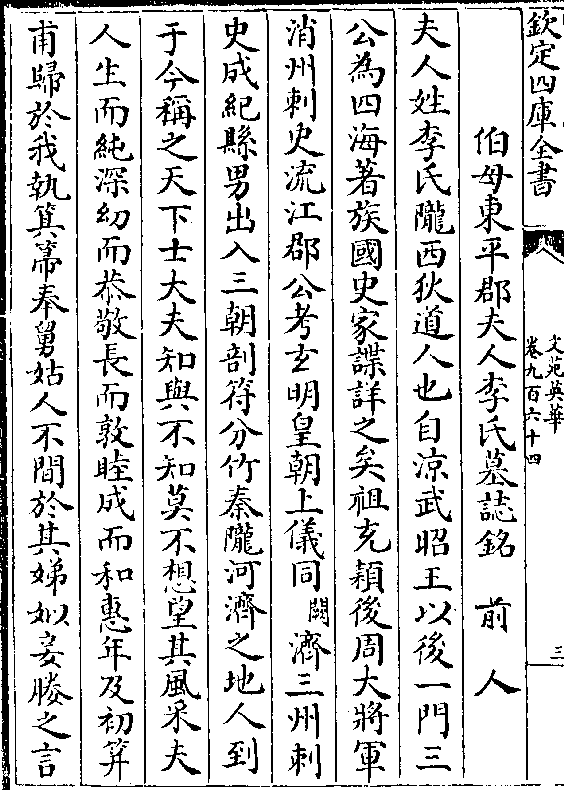 欽定四庫全書
文苑英華
卷九百六十四
三
伯母東平郡夫人李氏墓誌銘 前人
夫人姓李氏隴西狄道人也自涼武昭王以後一門三
公為四海著族國史家諜詳之矣祖充穎後周大將軍
消州刺史流江郡公考玄明皇朝上儀同闕濟三州刺
史成紀縣男出入三朝剖符分竹秦隴河濟之地人到
于今稱之天下士大夫知與不知莫不想望其風采夫
人生而純深幼而恭敬長而敦睦成而和惠年及初笄
甫歸於我執箕箒奉舅姑人不間於其娣姒妾媵之言